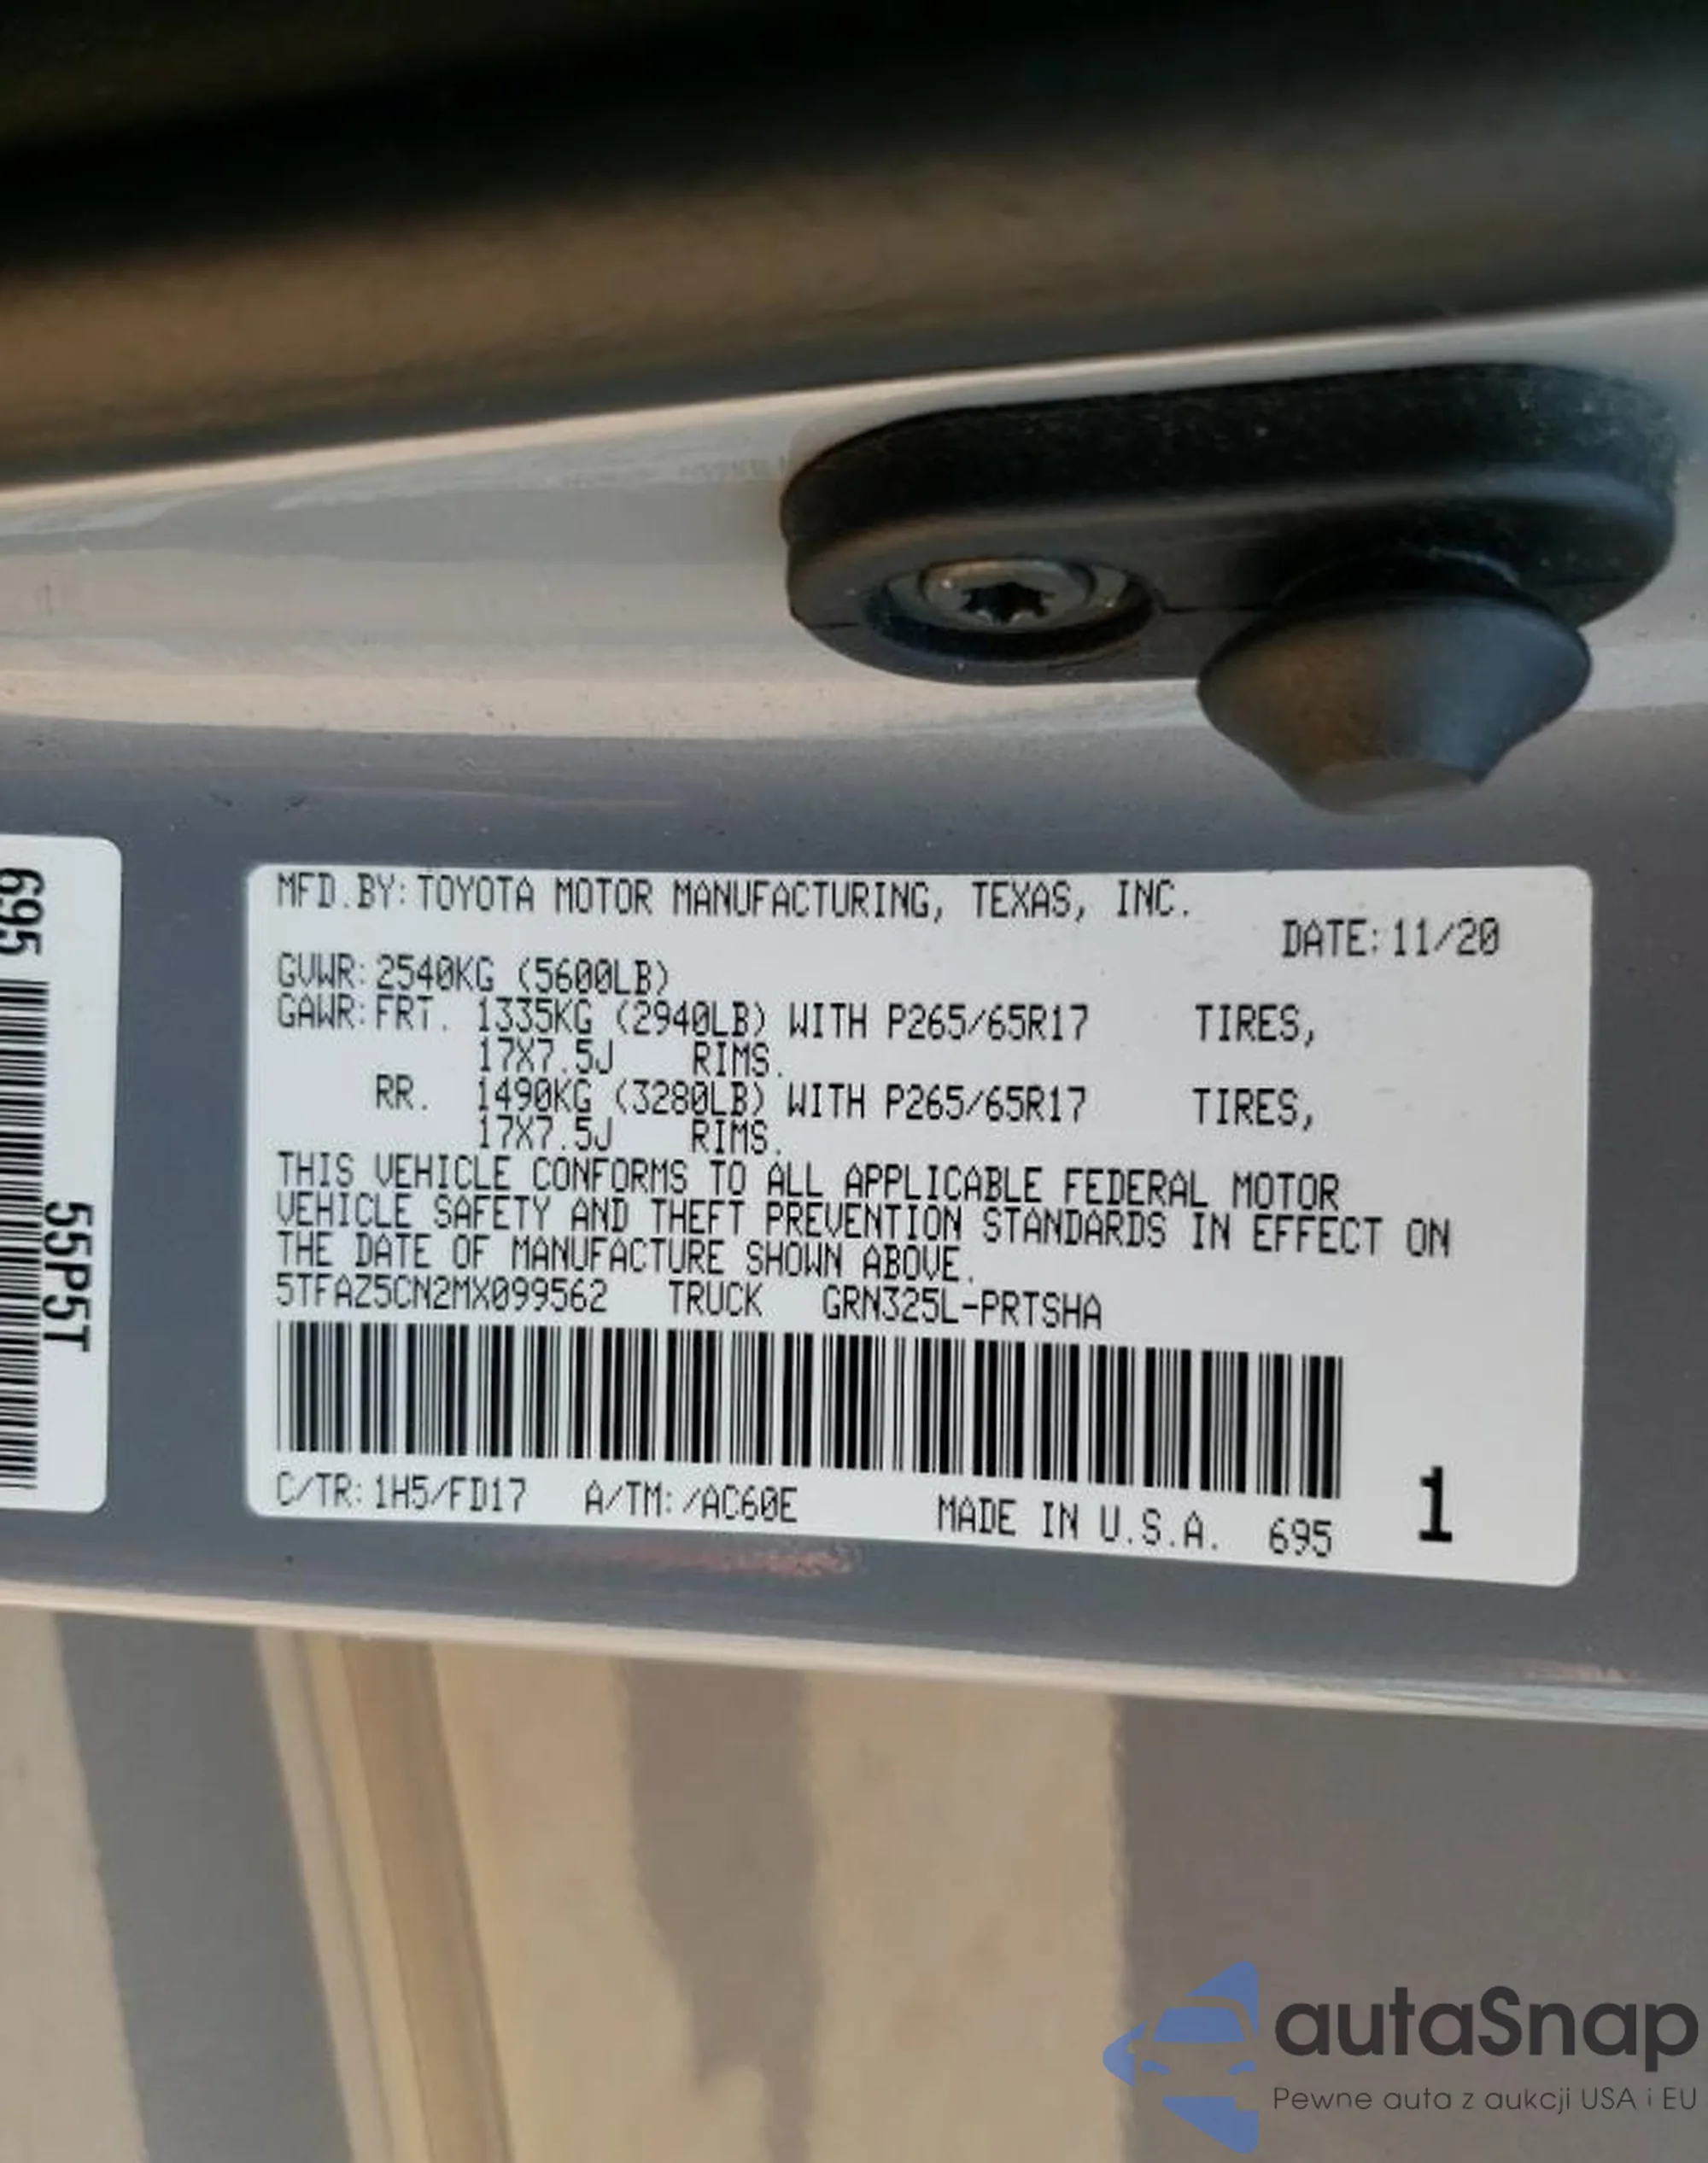 695
55P5T
MFD.BY:TOYOTA MOTOR MANUFACTURING, TEXAS, INC.
DATE:11/20
GVWR:2540KG (5600LB)
GAWR:FRT. 1335KG (2940LB) WITH P265/65R17 TIRES,
17X7.5J RIMS.
RR. 1490KG (3280LB) WITH P265/65R17 TIRES,
17X7.5J RIMS.
THIS VEHICLE CONFORMS TO ALL APPLICABLE FEDERAL MOTOR
VEHICLE SAFETY AND THEFT PREVENTION STANDARDS IN EFFECT ON
THE DATE OF MANUFACTURE SHOWN ABOVE.
5TFAZ5CN2MX099562 TRUCK GRN325L-PRTSHA
C/TR:1H5/FD17 A/TM:/AC60E MADE IN U.S.A. 695 1
autaSnap
Pewne auta z aukcji USA i EU